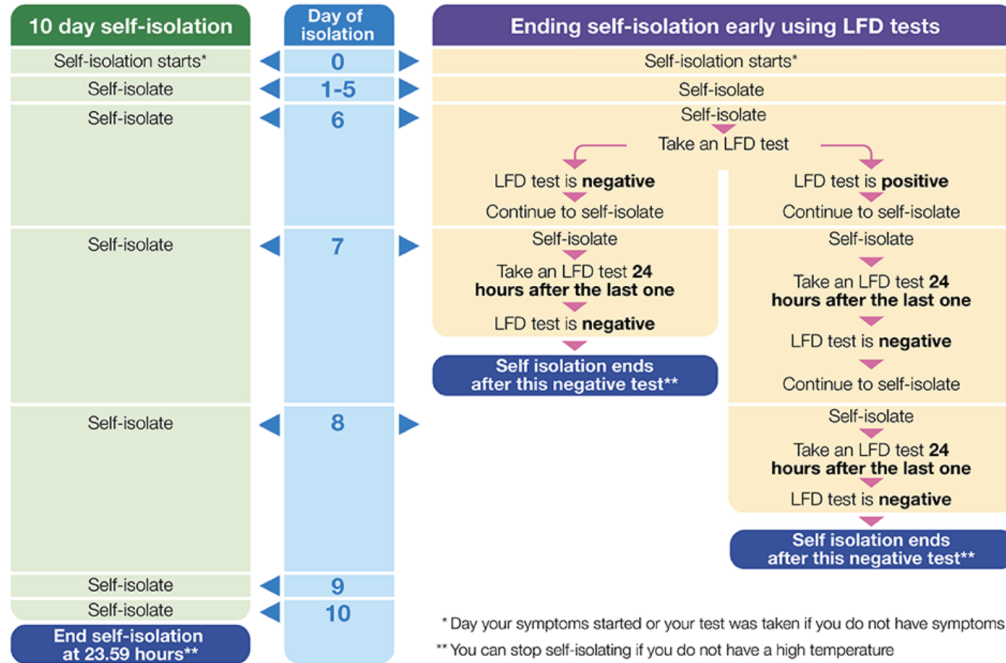 10 day self-isolation
Self-isolation starts*
Self-isolate
Self-isolate
Self-isolate
Self-isolate
Self-isolate
Self-isolate
End self-isolation
at 23.59 hours**
Day of
isolation
0
1-5
6
7
8
9
10
Ending self-isolation early using LFD tests
Self-isolation starts*
Self-isolate
Self-isolate
Take an LFD test
LFD test is negative
Continue to self-isolate
Self-isolate
Take an LFD test 24
hours after the last one
LFD test is negative
Self isolation ends
after this negative test**
LFD test is positive
Continue to self-isolate
Self-isolate
Take an LFD test 24
hours after the last one
LFD test is negative
Continue to self-isolate
Self-isolate
Take an LFD test 24
hours after the last one
LFD test is negative
Self isolation ends
after this negative test**
* Day your symptoms started or your test was taken if you do not have symptoms
** You can stop self-isolating if you do not have a high temperature